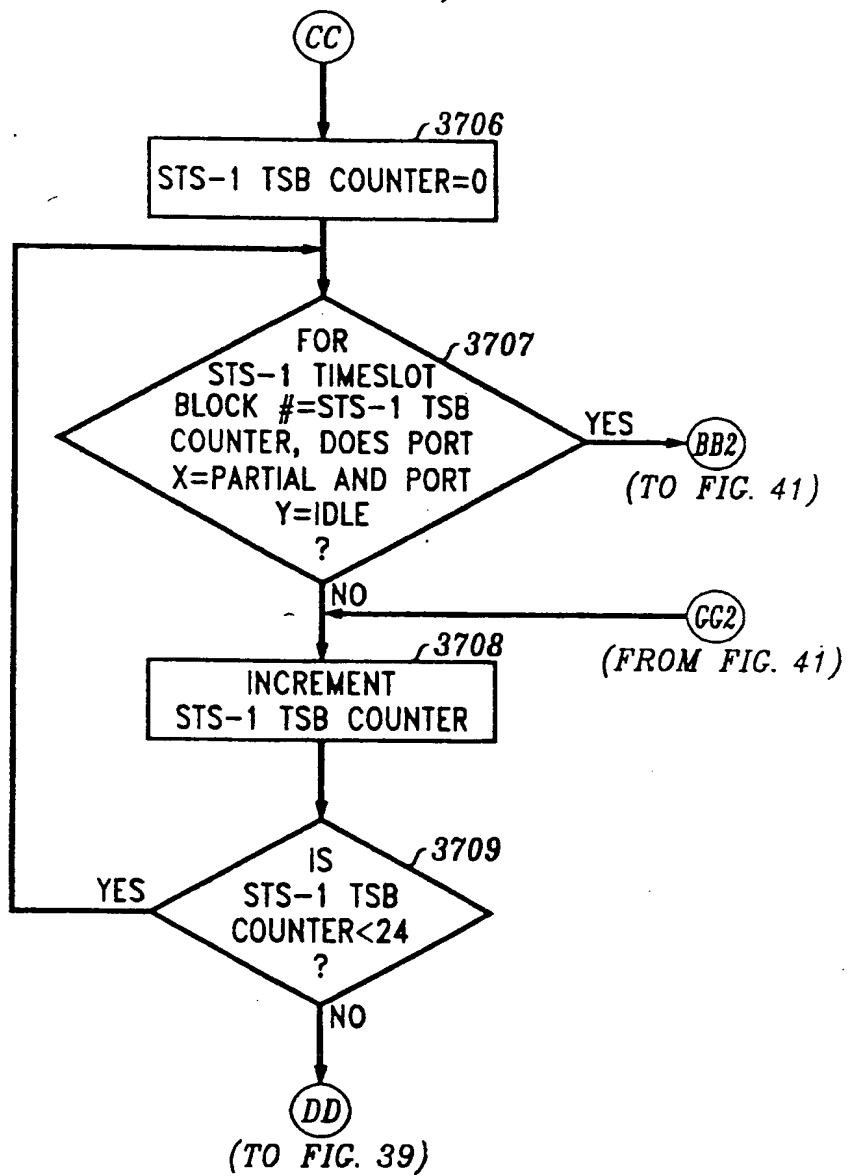 CC
3706
STS-1 TSB COUNTER=0
FOR
3707
STS-1 TIMESLOT
BLOCK #=STS-1 TSB
COUNTER, DOES PORT
X=PARTIAL AND PORT
Y=IDLE
?
YES
BB2
(TO FIG. 41)
NO
GG2
(FROM FIG. 41)
3708
INCREMENT
STS-1 TSB COUNTER
3709
IS
STS-1 TSB
COUNTER<24
?
YES
NO
DD
(TO FIG. 39)